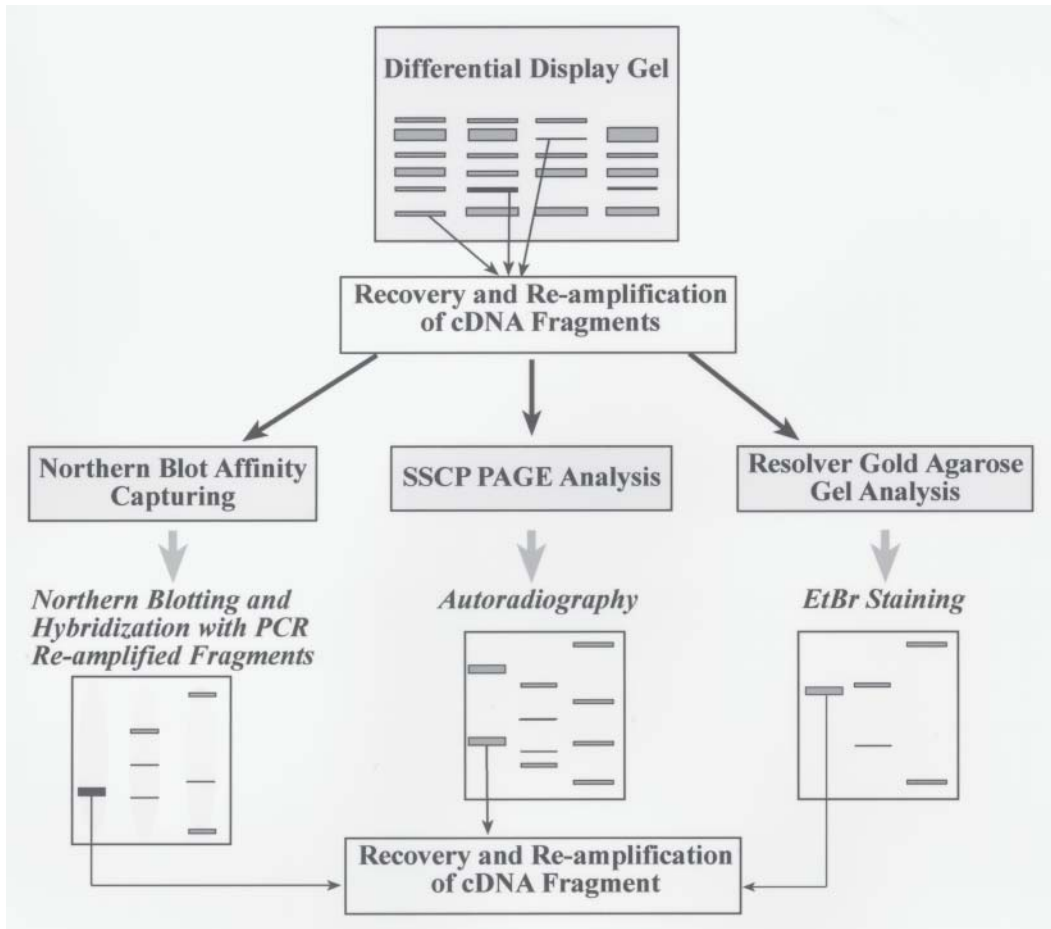 Differential Display Gel
Recovery and Re-amplification
of cDNA Fragments
Northern Blot Affinity
Capturing
SSCP PAGE Analysis
Resolver Gold Agarose
Gel Analysis
Northern Blotting and
Hybridization with PCR
Re-amplified Fragments
Autoradiography
EtBr Staining
Recovery and Re-amplification
of cDNA Fragment